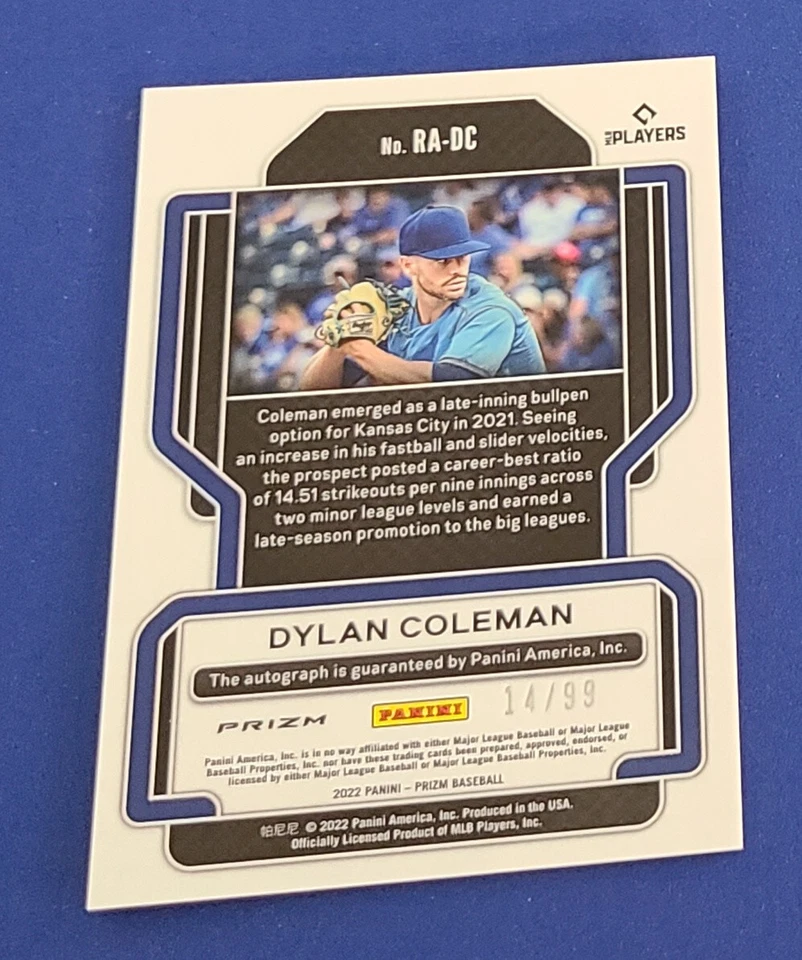 No. RA-DC
MLB PLAYERS
Coleman emerged as a late-inning bullpen
option for Kansas City in 2021. Seeing
an increase in his fastball and slider velocities,
the prospect posted a career-best ratio
of 14.51 strikeouts per nine innings across
two minor league levels and earned a
late-season promotion to the big leagues.
DYLAN COLEMAN
The autograph is guaranteed by Panini America, Inc.
PRIZM
PANINI
14/99
Panini America, Inc. is in no way affiliated with either Major League Baseball or Major League
Baseball Properties, Inc. nor have these trading cards been prepared, approved, endorsed, or
licensed by either Major League Baseball or Major League Baseball Properties, Inc.
2022 PANINI – PRIZM BASEBALL
帕尼尼 © 2022 Panini America, Inc. Produced in the USA.
Officially Licensed Product of MLB Players, Inc.